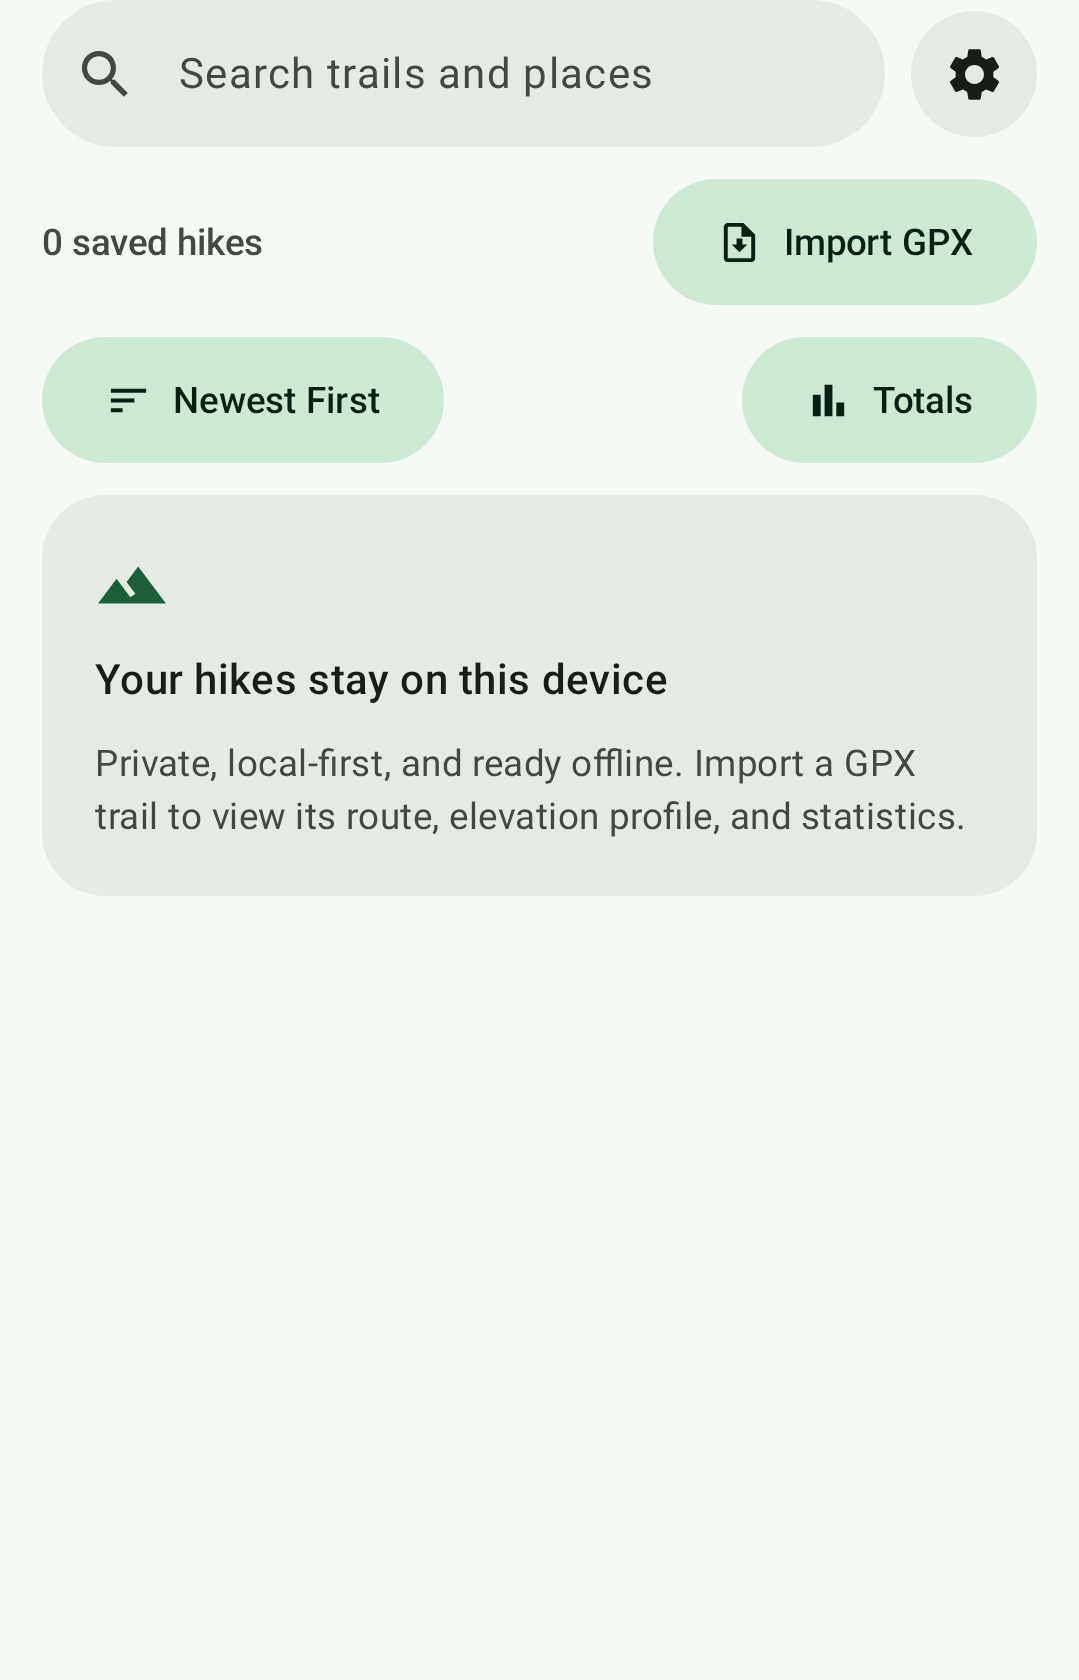 Search trails and places
0 saved hikes
Import GPX
Newest First
Totals
Your hikes stay on this device
Private, local-first, and ready offline. Import a GPX
trail to view its route, elevation profile, and statistics.